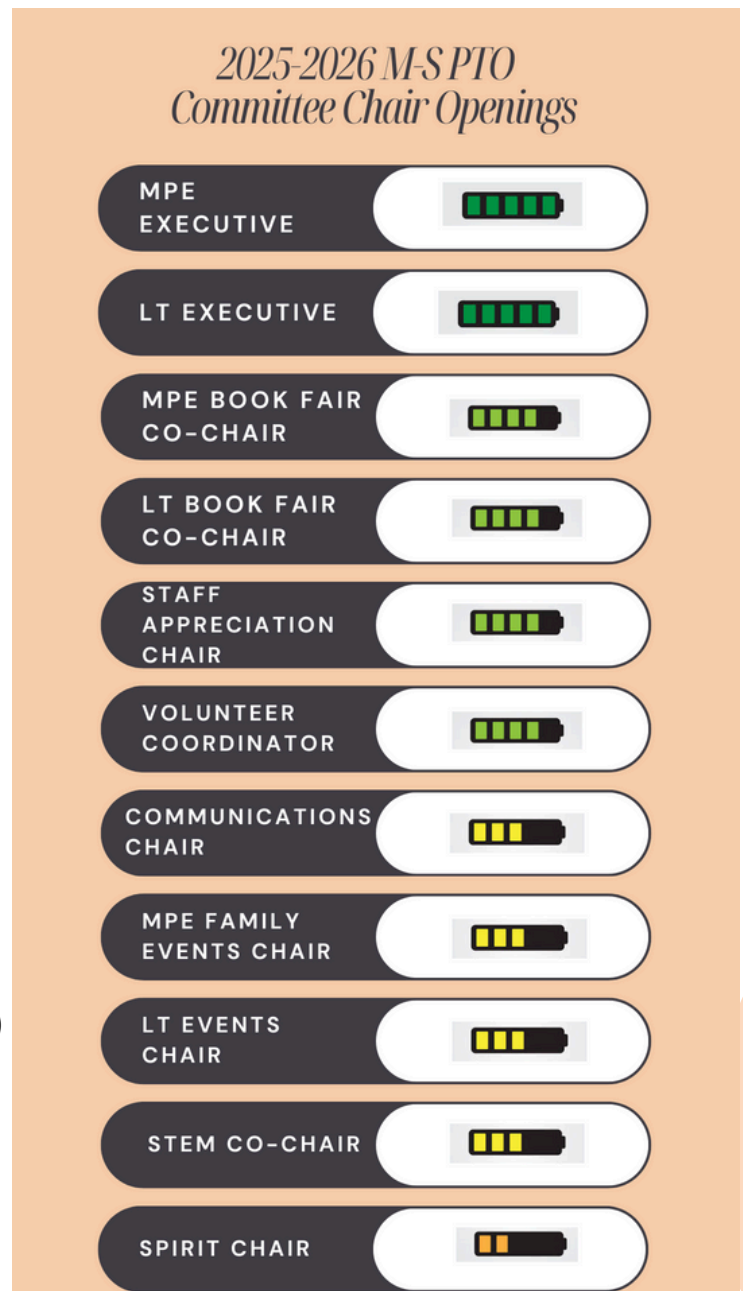 2025-2026 M-S PTO
Committee Chair Openings
MPE
EXECUTIVE
LT EXECUTIVE
MPE BOOK FAIR
CO-CHAIR
LT BOOK FAIR
CO-CHAIR
STAFF
APPRECIATION
CHAIR
VOLUNTEER
COORDINATOR
COMMUNICATIONS
CHAIR
MPE FAMILY
EVENTS CHAIR
LT EVENTS
CHAIR
STEM CO-CHAIR
SPIRIT CHAIR